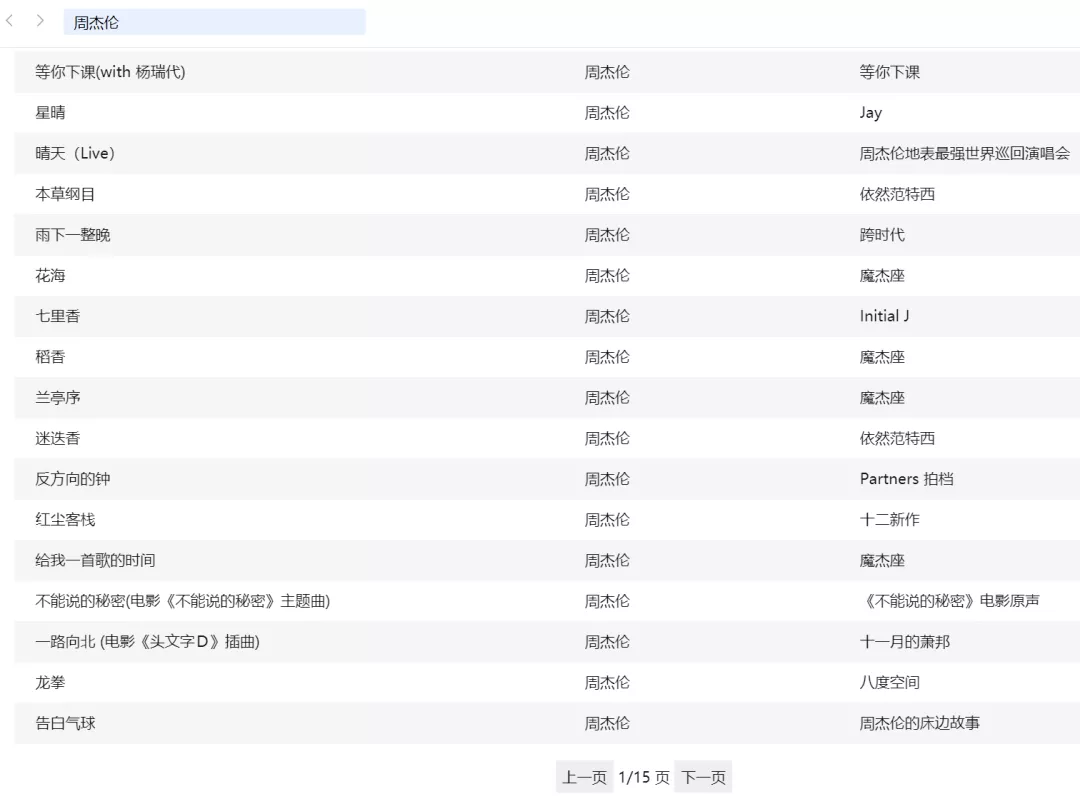 周杰伦
等你下课(with 杨瑞代) 周杰伦 等你下课
星晴 周杰伦 Jay
晴天（Live） 周杰伦 周杰伦地表最强世界巡回演唱会
本草纲目 周杰伦 依然范特西
雨下一整晚 周杰伦 跨时代
花海 周杰伦 魔杰座
七里香 周杰伦 Initial J
稻香 周杰伦 魔杰座
兰亭序 周杰伦 魔杰座
迷迭香 周杰伦 依然范特西
反方向的钟 周杰伦 Partners 拍档
红尘客栈 周杰伦 十二新作
给我一首歌的时间 周杰伦 魔杰座
不能说的秘密(电影《不能说的秘密》主题曲) 周杰伦 《不能说的秘密》电影原声
一路向北 (电影《头文字Ｄ》插曲) 周杰伦 十一月的萧邦
龙拳 周杰伦 八度空间
告白气球 周杰伦 周杰伦的床边故事
上一页 1/15 页 下一页